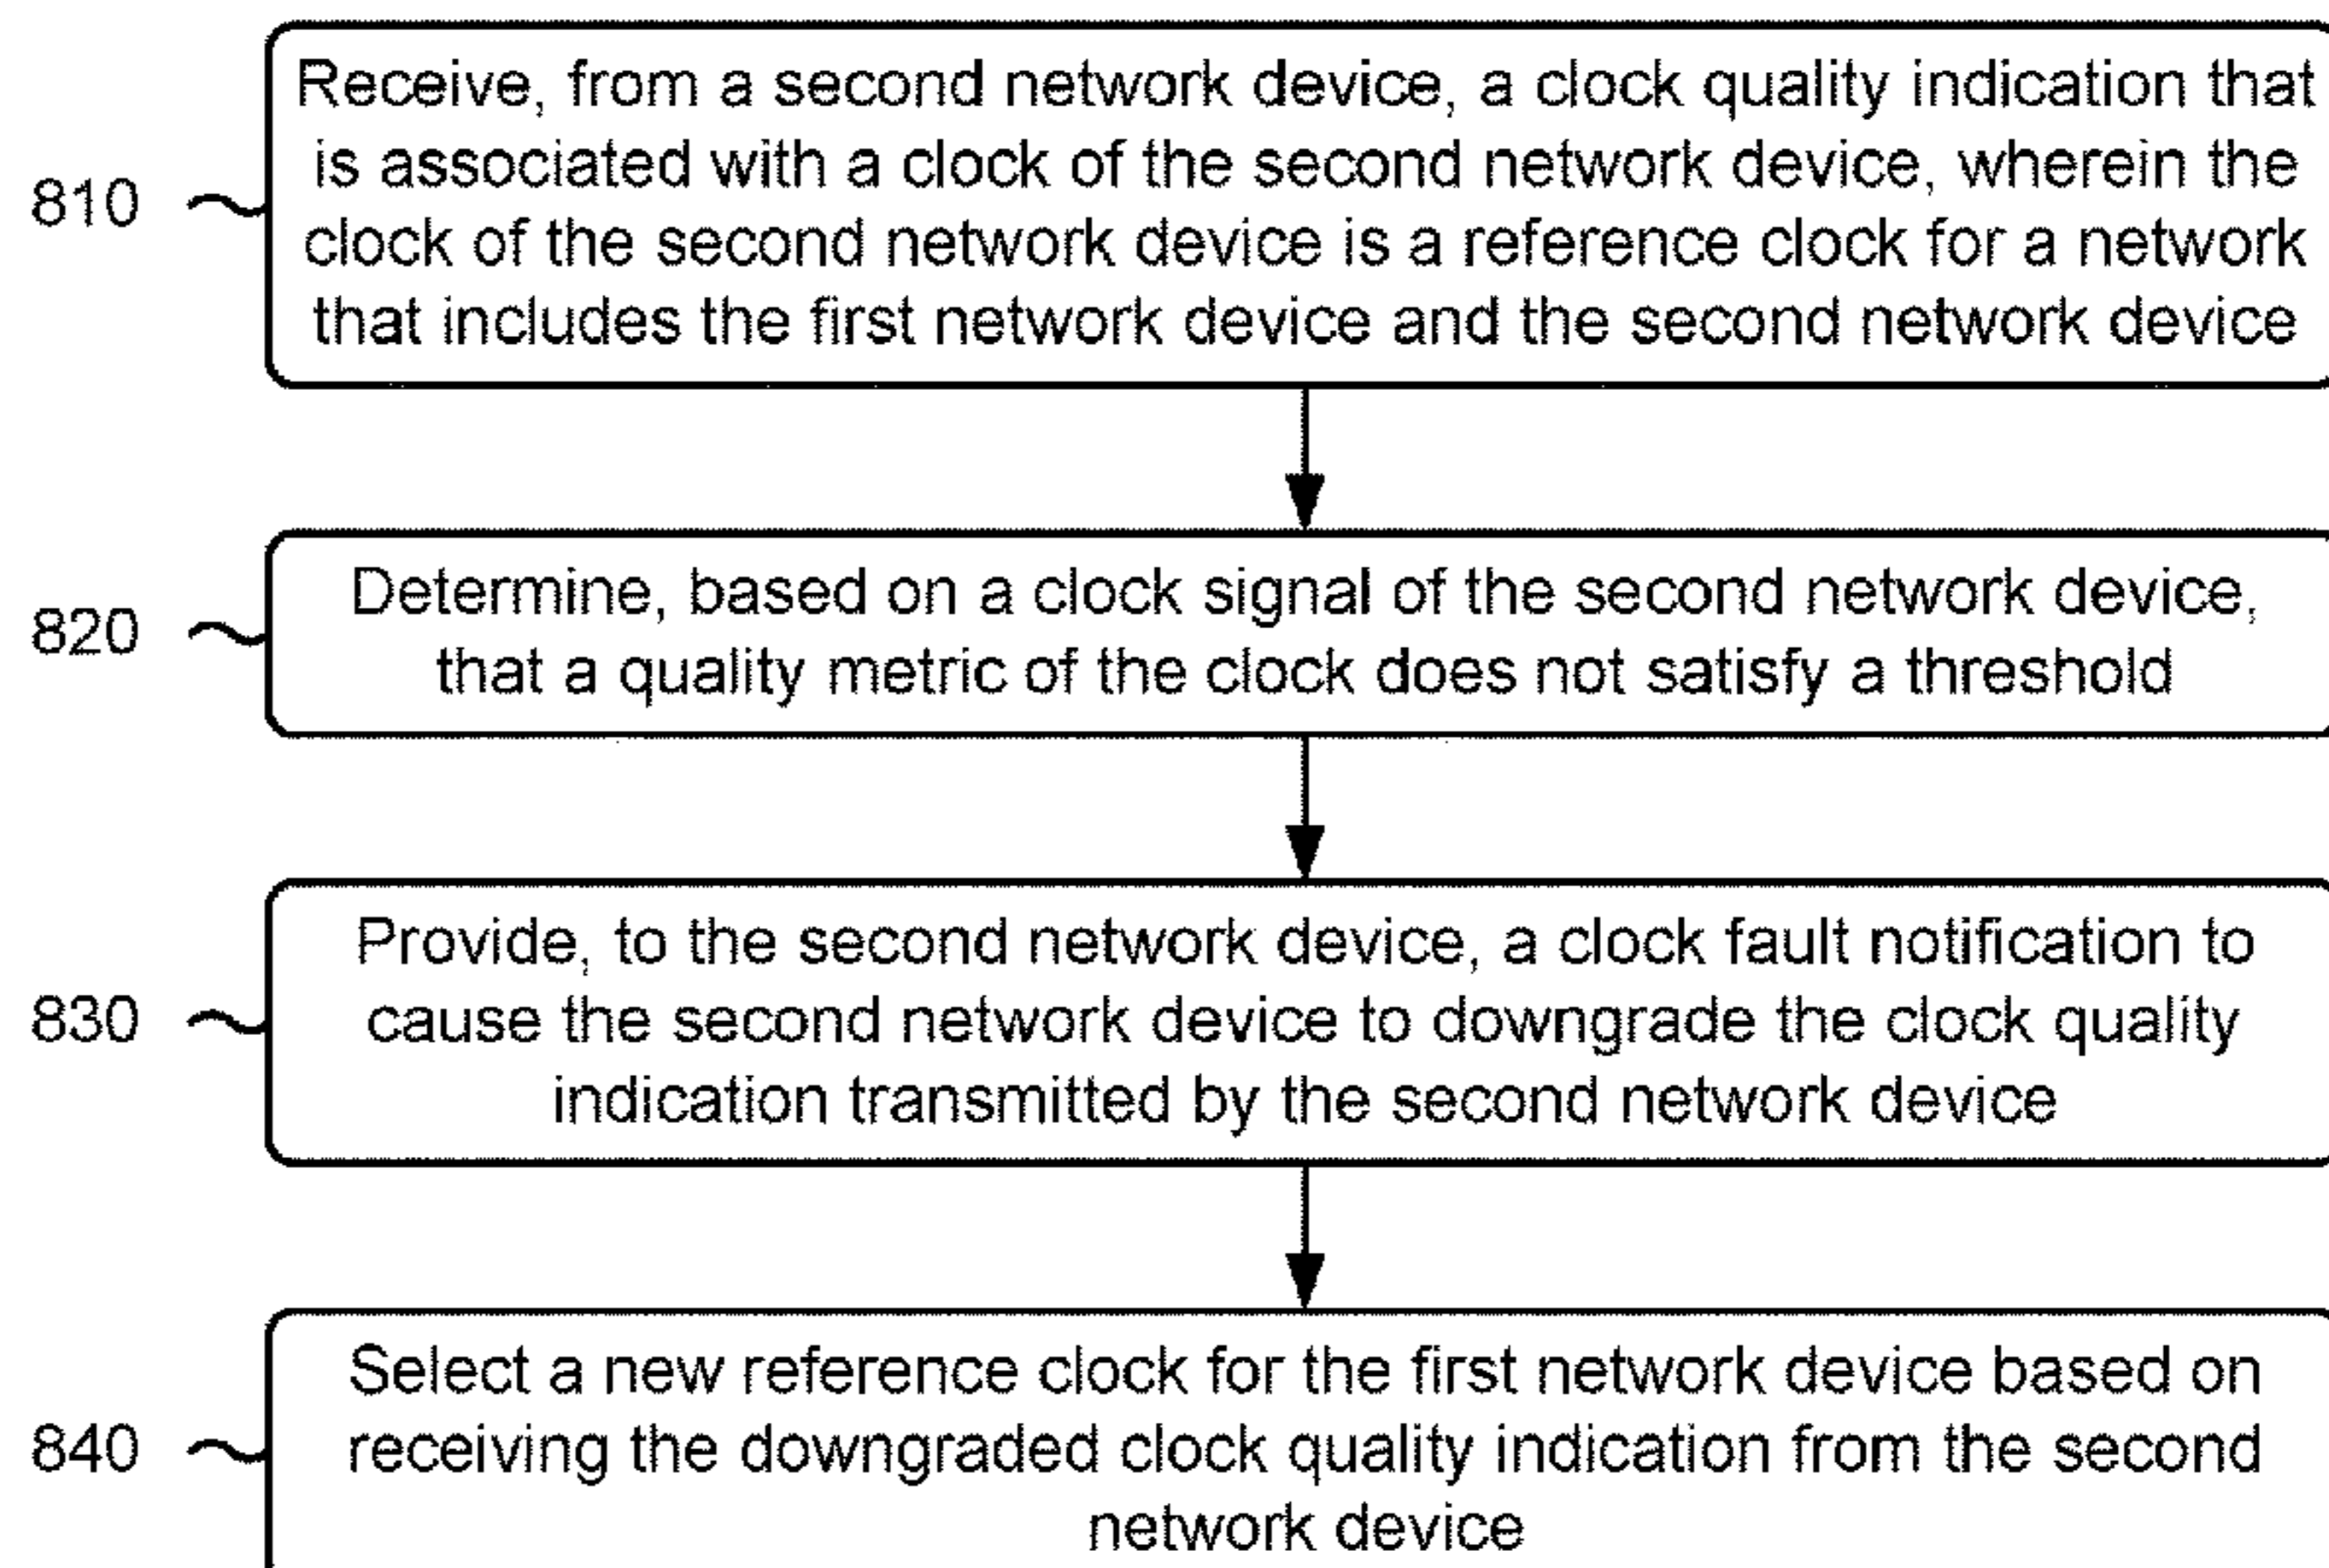 Receive, from a second network device, a clock quality indication that
is associated with a clock of the second network device, wherein the
810
clock of the second network device is a reference clock for a network
that includes the first network device and the second network device
Determine, based on a clock signal of the second network device,
820
that a quality metric of the clock does not satisfy a threshold
Provide, to the second network device, a clock fault notification to
830
cause the second network device to downgrade the clock quality
indication transmitted by the second network device
Select a new reference clock for the first network device based on
840
receiving the downgraded clock quality indication from the second
network device